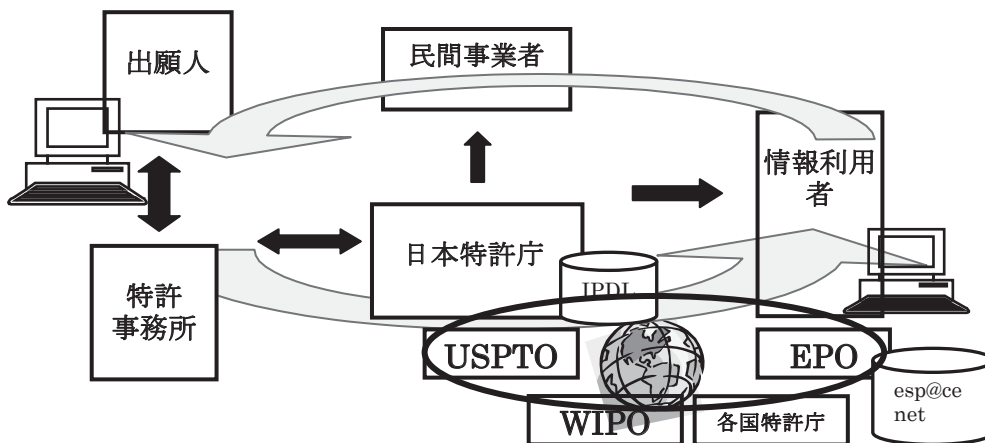 出願人
民間事業者
情報利用
者
日本特許庁
IPDL
特許
事務所
USPTO
EPO
esp@ce
net
WIPO
各国特許庁